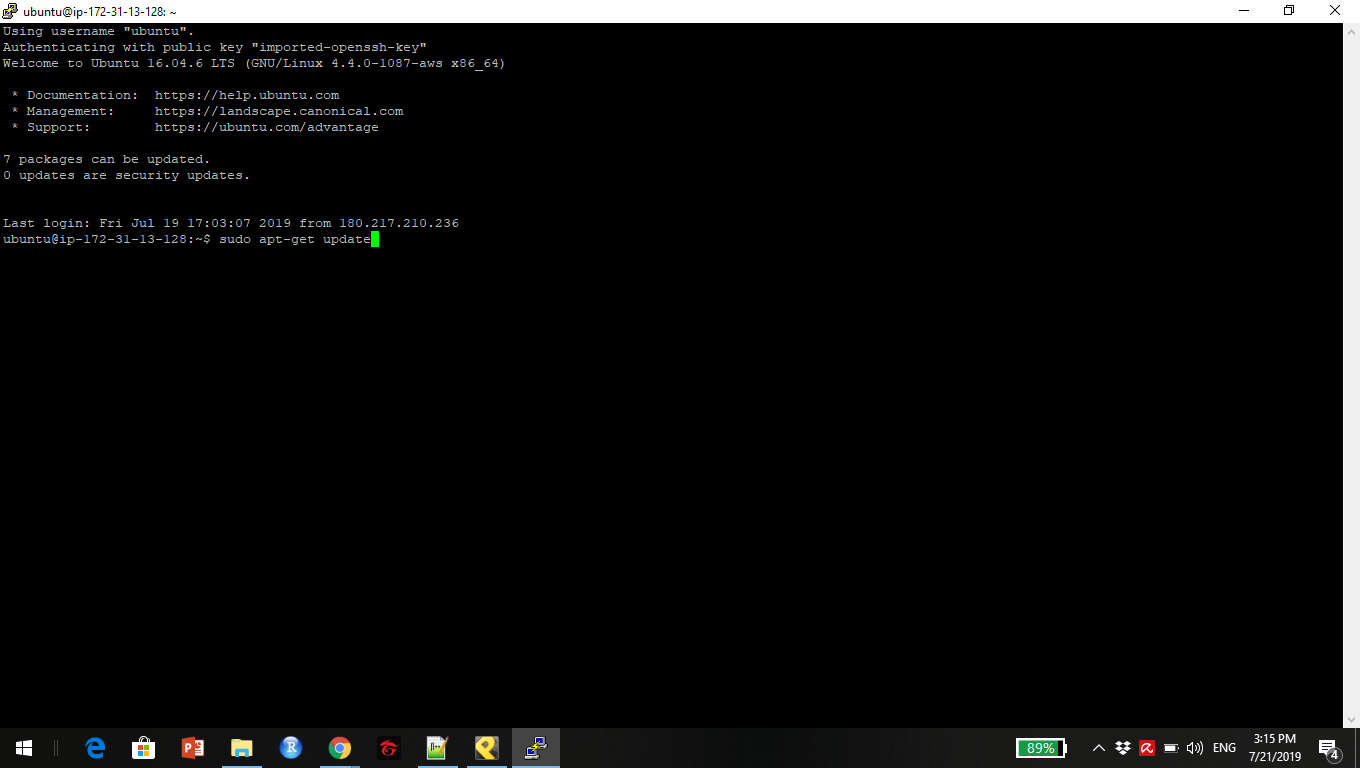 ubuntu@ip-172-31-13-128: ~
Using username "ubuntu".
Authenticating with public key "imported-openssh-key"
Welcome to Ubuntu 16.04.6 LTS (GNU/Linux 4.4.0-1087-aws x86_64)
* Documentation:  https://help.ubuntu.com
* Management:     https://landscape.canonical.com
* Support:        https://ubuntu.com/advantage
7 packages can be updated.
0 updates are security updates.
Last login: Fri Jul 19 17:03:07 2019 from 180.217.210.236
ubuntu@ip-172-31-13-128:~$ sudo apt-get update
89%
ENG
3:15 PM
7/21/2019
4